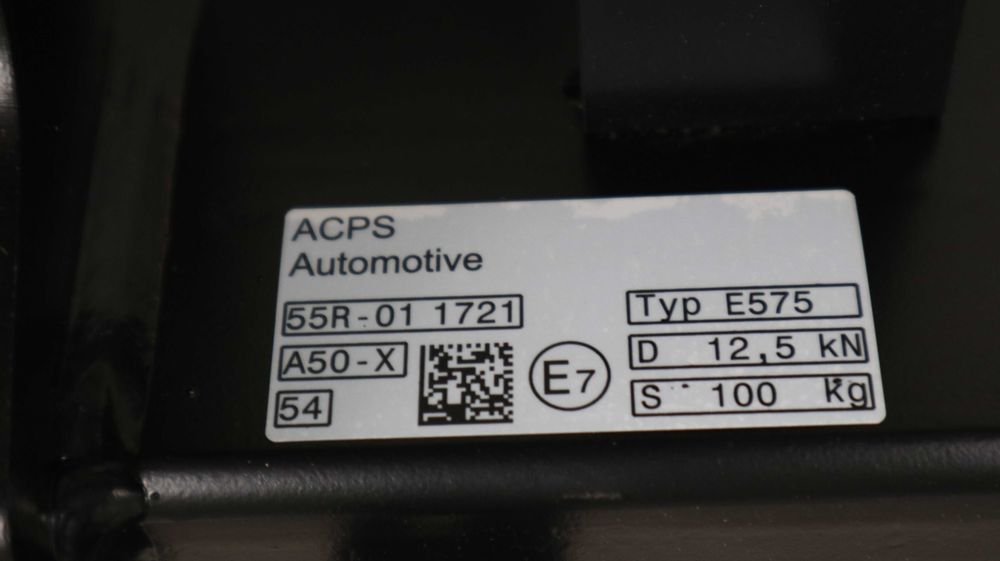 ACPS
Automotive
55R-01 1721
A50-X
54
E7
Typ E575
D 12,5 kN
S 100 kg